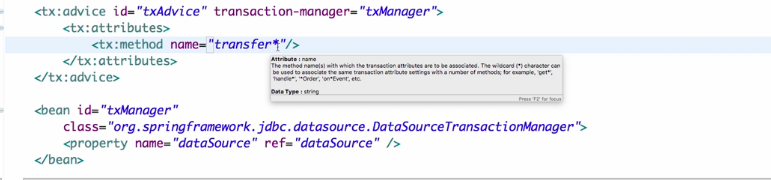 <tx:advice id="txAdvice" transaction-manager="txManager">
<tx:attributes>
<tx:method name="transfer*"/>
</tx:attributes>
</tx:advice>
Attribute : name
The method name(s) with which the transaction attributes are to be associated. The wildcard (*) character can
be used to associate the same transaction attribute settings with a number of methods; for example, 'get*',
'handle*', '*Order', 'on*Event', etc.
Data Type : string
Press 'F2' for focus
<bean id="txManager"
class="org.springframework.jdbc.datasource.DataSourceTransactionManager">
<property name="dataSource" ref="dataSource" />
</bean>